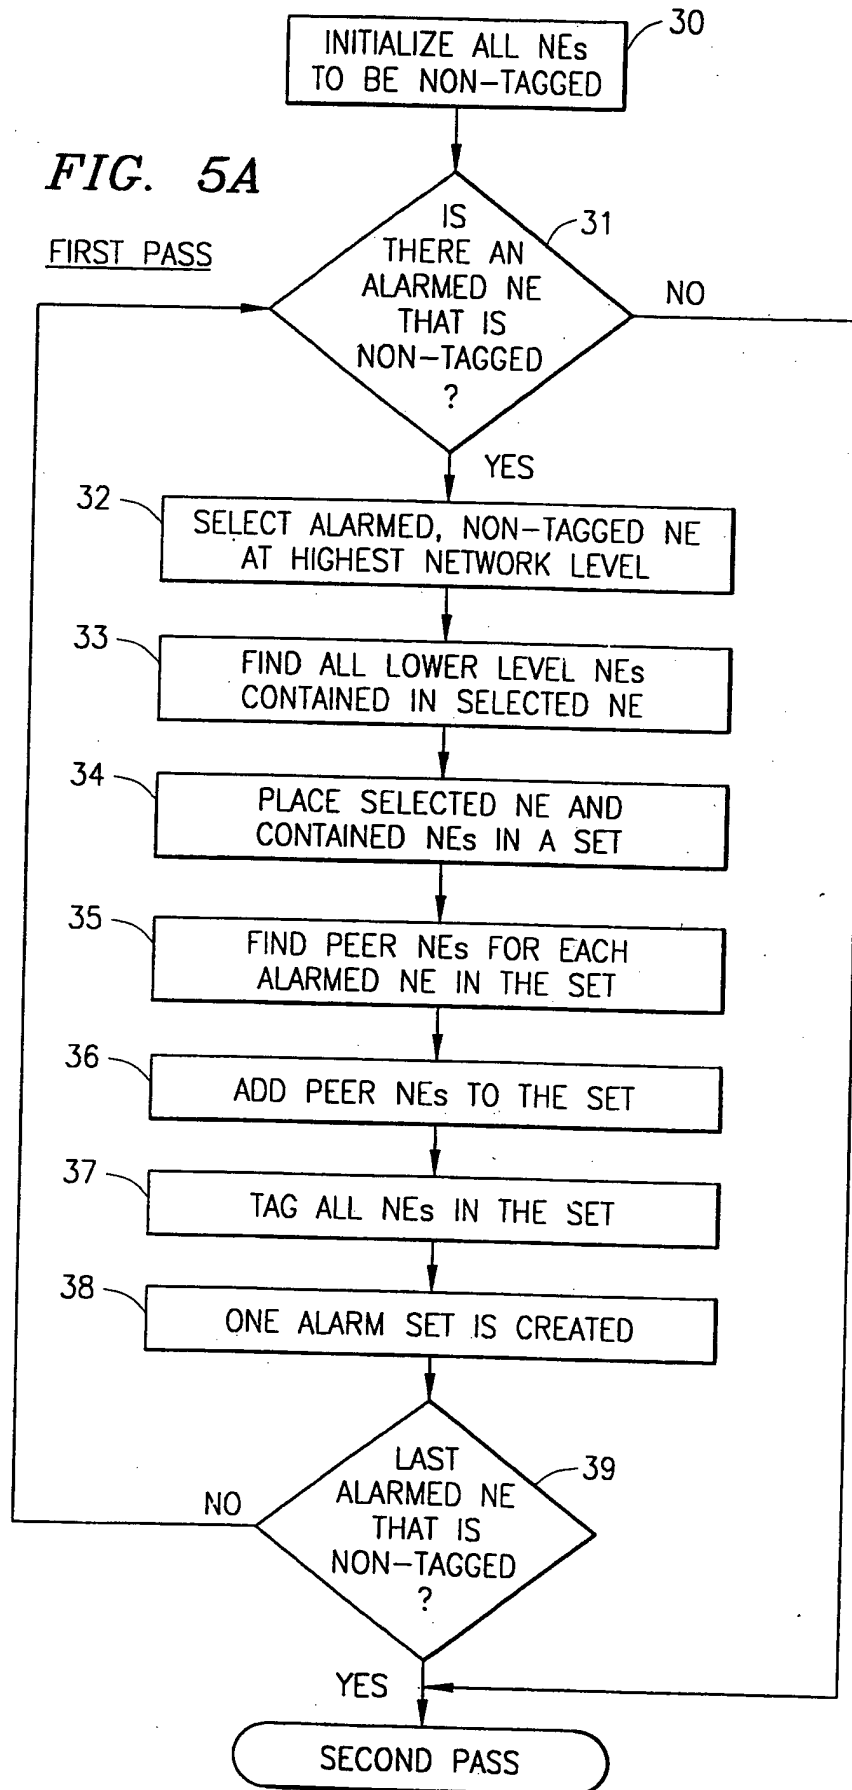 INITIALIZE ALL NEs
TO BE NON-TAGGED
30
FIG. 5A
FIRST PASS
IS
THERE AN
ALARMED NE
THAT IS
NON-TAGGED
?
31
NO
YES
32
SELECT ALARMED, NON-TAGGED NE
AT HIGHEST NETWORK LEVEL
33
FIND ALL LOWER LEVEL NEs
CONTAINED IN SELECTED NE
34
PLACE SELECTED NE AND
CONTAINED NEs IN A SET
35
FIND PEER NEs FOR EACH
ALARMED NE IN THE SET
36
ADD PEER NEs TO THE SET
37
TAG ALL NEs IN THE SET
38
ONE ALARM SET IS CREATED
LAST
ALARMED NE
THAT IS
NON-TAGGED
?
39
NO
YES
SECOND PASS